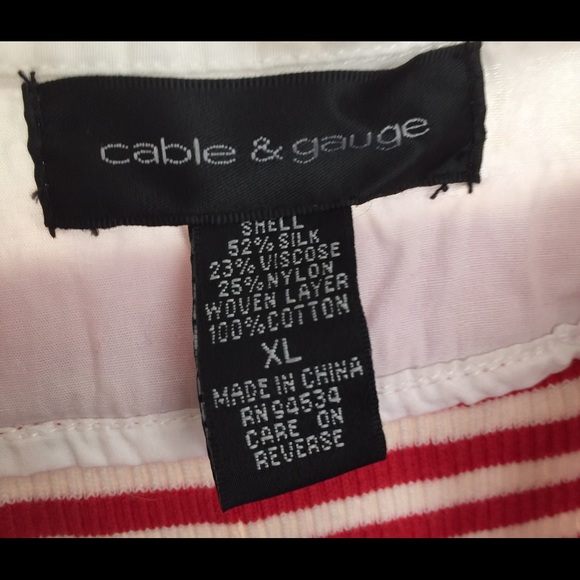 cable & gauge
SHELL
52% SILK
23% VISCOSE
25% NYLON
WOVEN LAYER
100% COTTON
XL
MADE IN CHINA
RN 94534
CARE ON
REVERSE